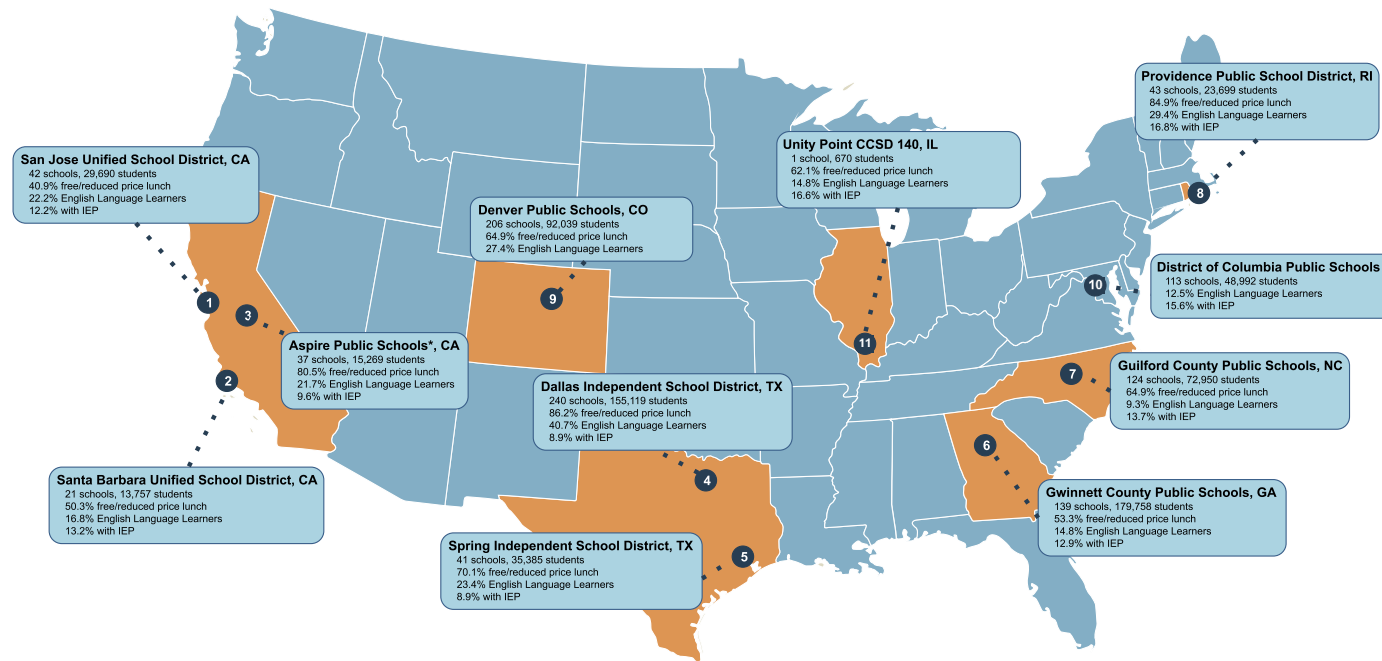 Providence Public School District, RI
43 schools, 23,699 students
84.9% free/reduced price lunch
29.4% English Language Learners
16.8% with IEP
Unity Point CCSD 140, IL
1 school, 670 students
62.1% free/reduced price lunch
14.8% English Language Learners
16.6% with IEP
San Jose Unified School District, CA
42 schools, 29,690 students
40.9% free/reduced price lunch
22.2% English Language Learners
12.2% with IEP
Denver Public Schools, CO
206 schools, 92,039 students
64.9% free/reduced price lunch
27.4% English Language Learners
8
District of Columbia Public Schools
113 schools, 48,992 students
12.5% English Language Learners
15.6% with IEP
10
9
1
3
11
Aspire Public Schools*, CA
37 schools, 15,269 students
80.5% free/reduced price lunch
21.7% English Language Learners
9.6% with IEP
2
Guilford County Public Schools, NC
124 schools, 72,950 students
64.9% free/reduced price lunch
9.3% English Language Learners
13.7% with IEP
7
Dallas Independent School District, TX
240 schools, 155,119 students
86.2% free/reduced price lunch
40.7% English Language Learners
8.9% with IEP
6
4
Santa Barbara Unified School District, CA
21 schools, 13,757 students
50.3% free/reduced price lunch
16.8% English Language Learners
13.2% with IEP
Gwinnett County Public Schools, GA
139 schools, 179,758 students
53.3% free/reduced price lunch
14.8% English Language Learners
12.9% with IEP
Spring Independent School District, TX
41 schools, 35,385 students
70.1% free/reduced price lunch
23.4% English Language Learners
8.9% with IEP
5